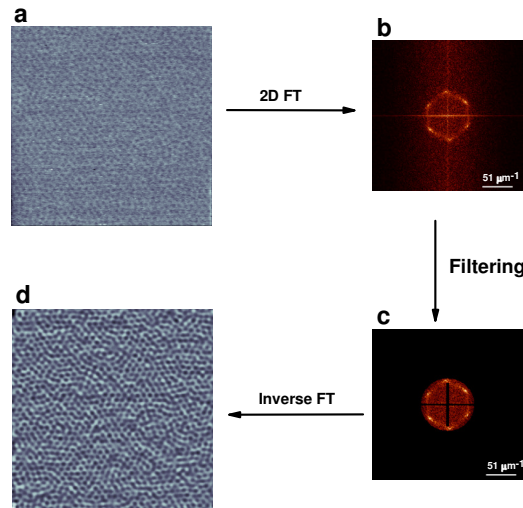 a
b
2D FT
51 µm-1
Filtering
d
c
Inverse FT
51 µm-1